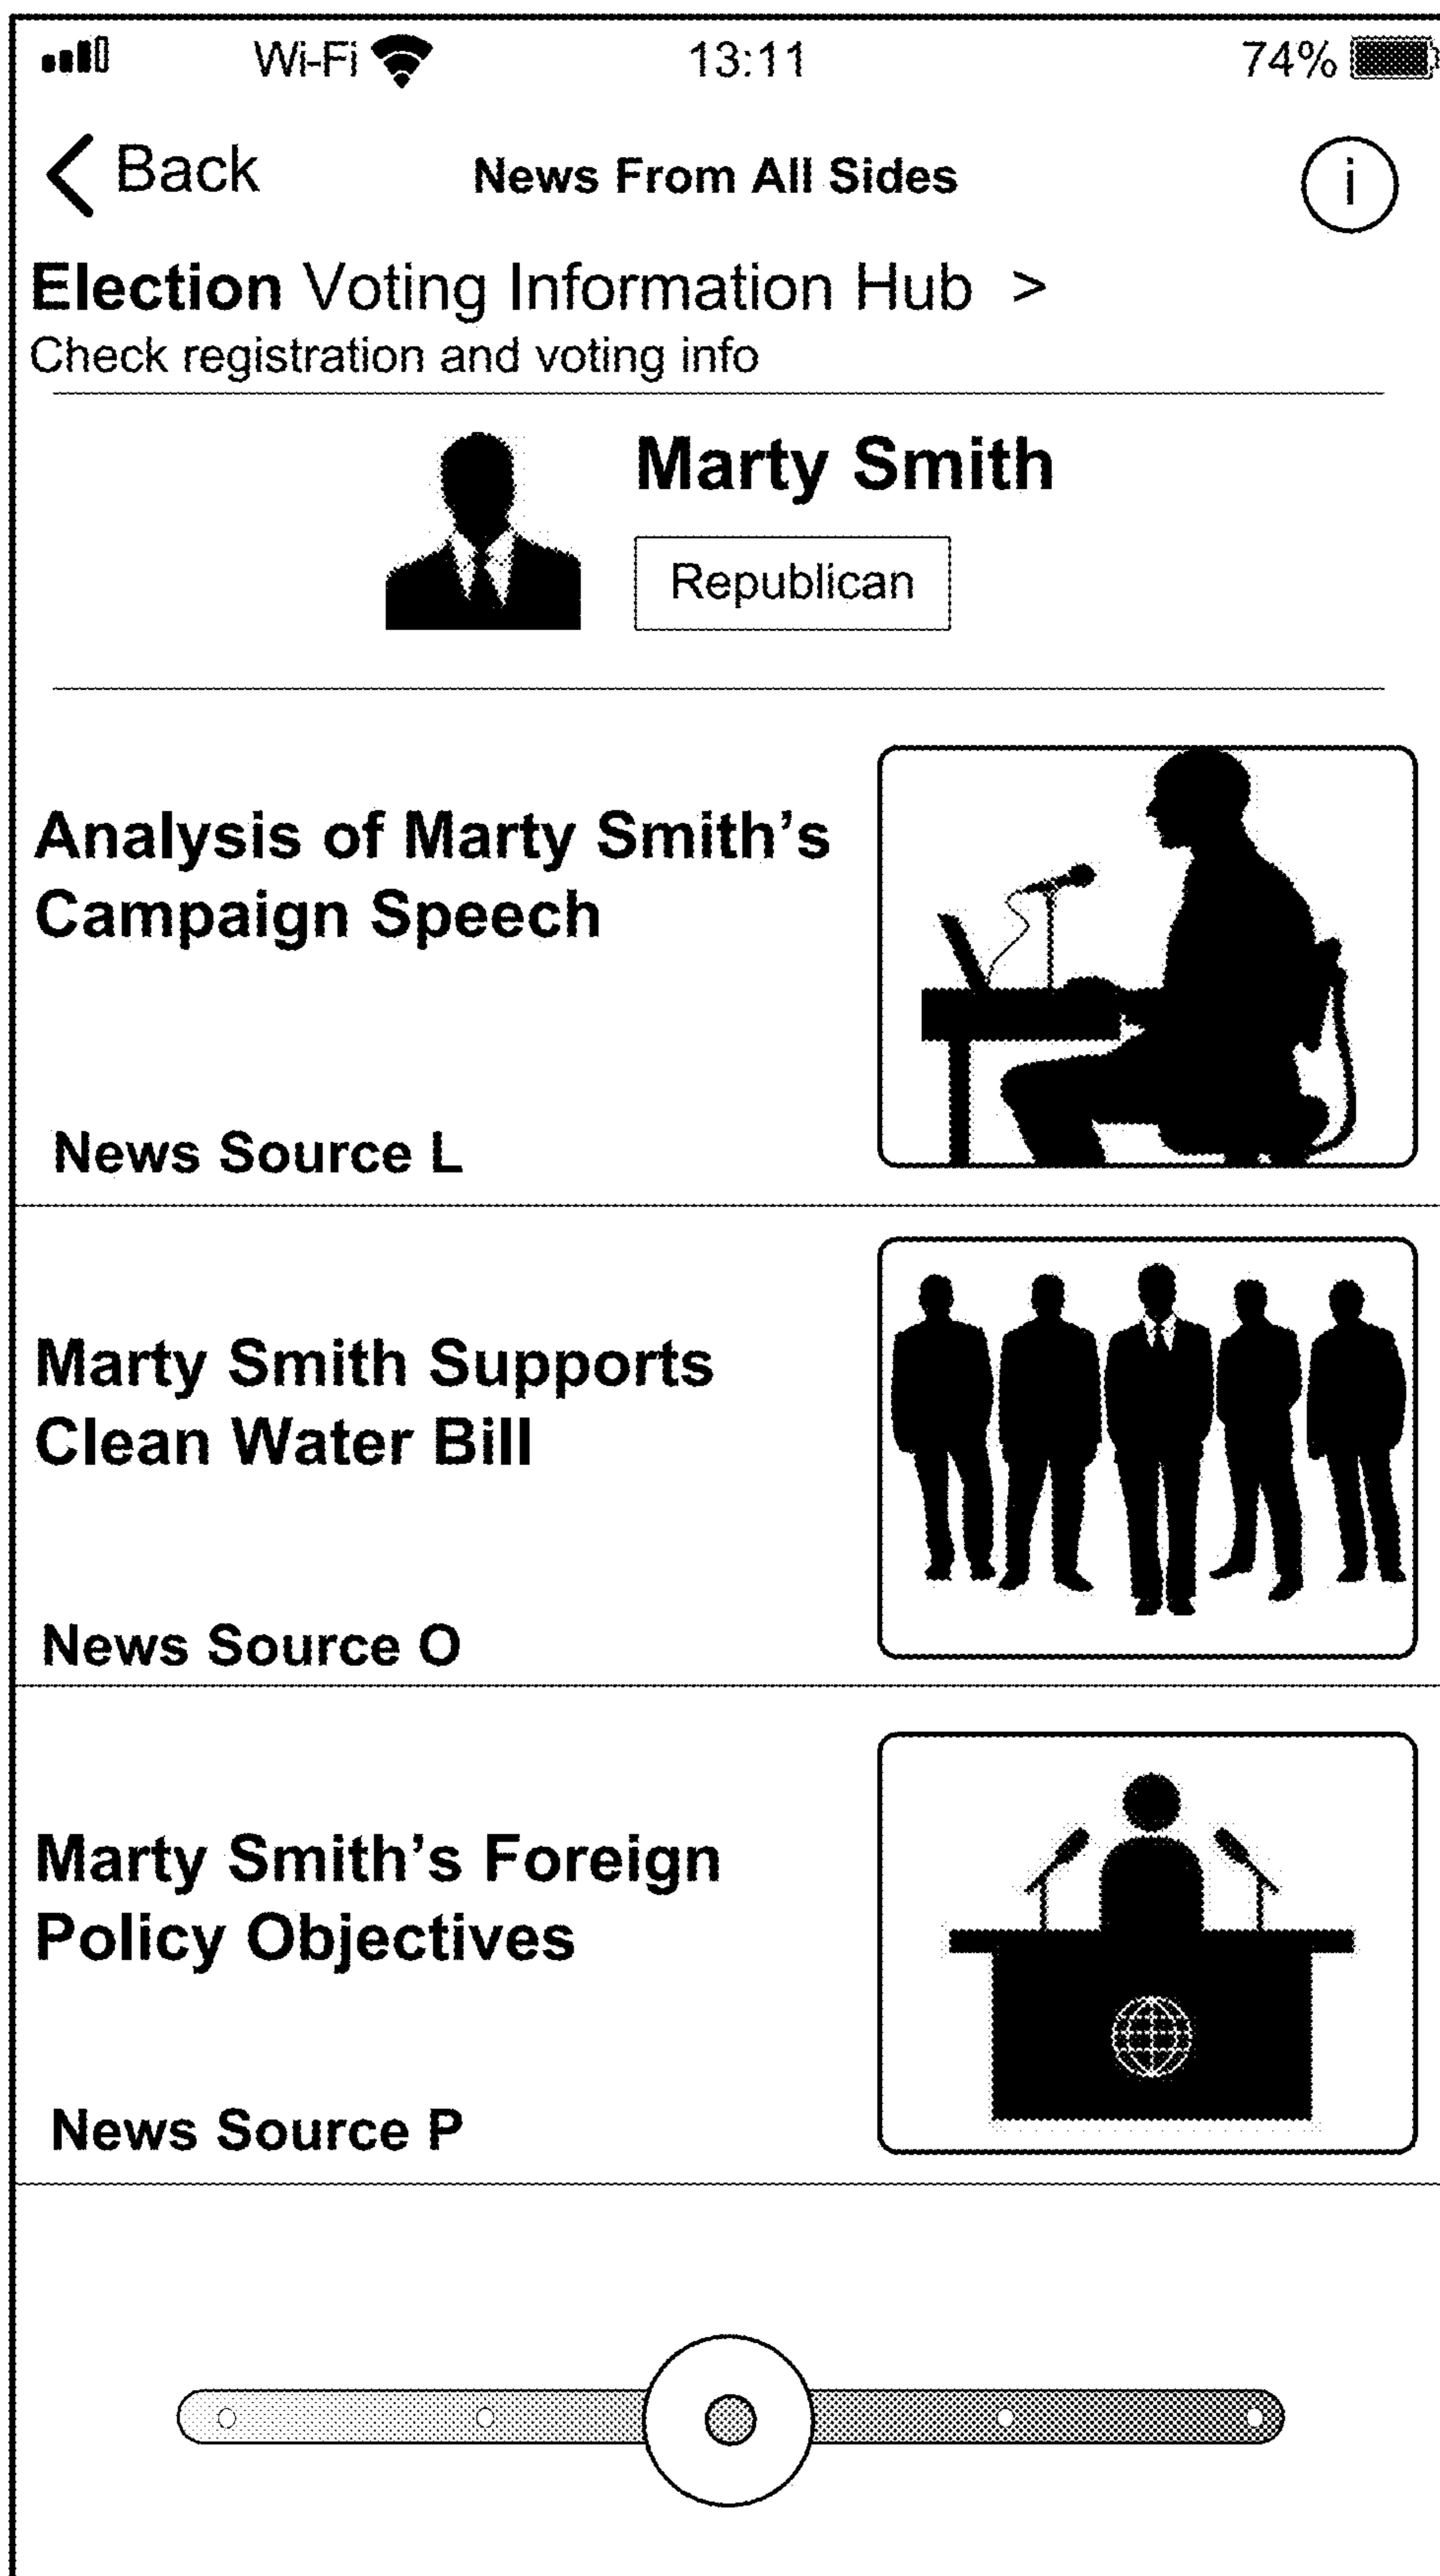 Wi-Fi 13:11 74%
Back News From All Sides i
Election Voting Information Hub >
Check registration and voting info
Marty Smith
Republican
Analysis of Marty Smith's
Campaign Speech
News Source L
Marty Smith Supports
Clean Water Bill
News Source O
Marty Smith's Foreign
Policy Objectives
News Source P